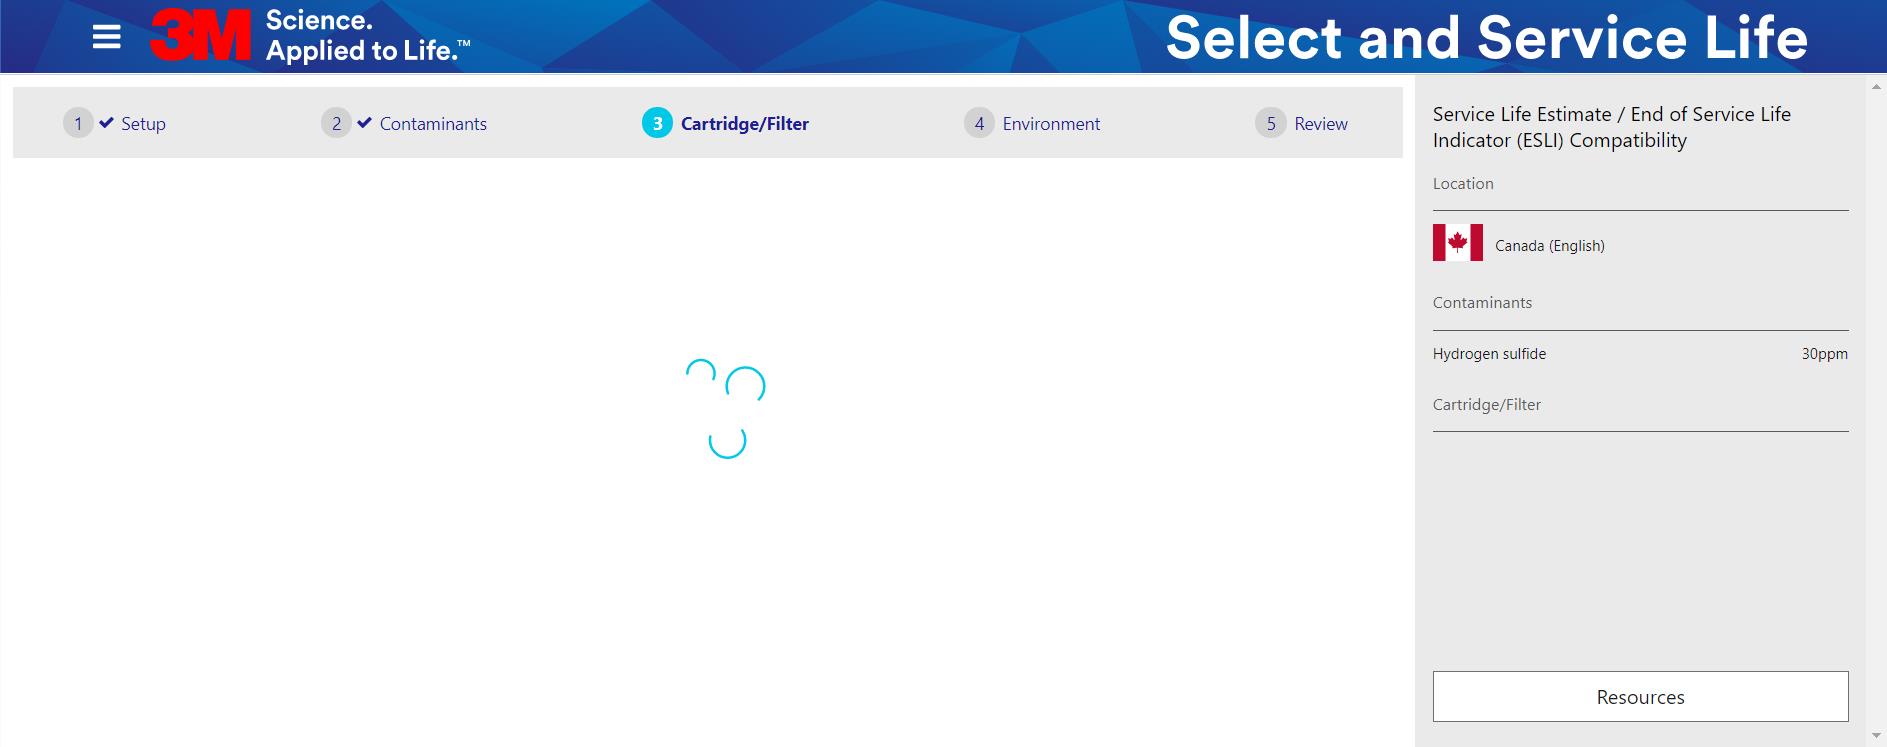 3M Science.
Applied to Life.™
Select and Service Life
1 Setup
2 Contaminants
3 Cartridge/Filter
4 Environment
5 Review
Service Life Estimate / End of Service Life
Indicator (ESLI) Compatibility
Location
Canada (English)
Contaminants
Hydrogen sulfide 30ppm
Cartridge/Filter
Resources